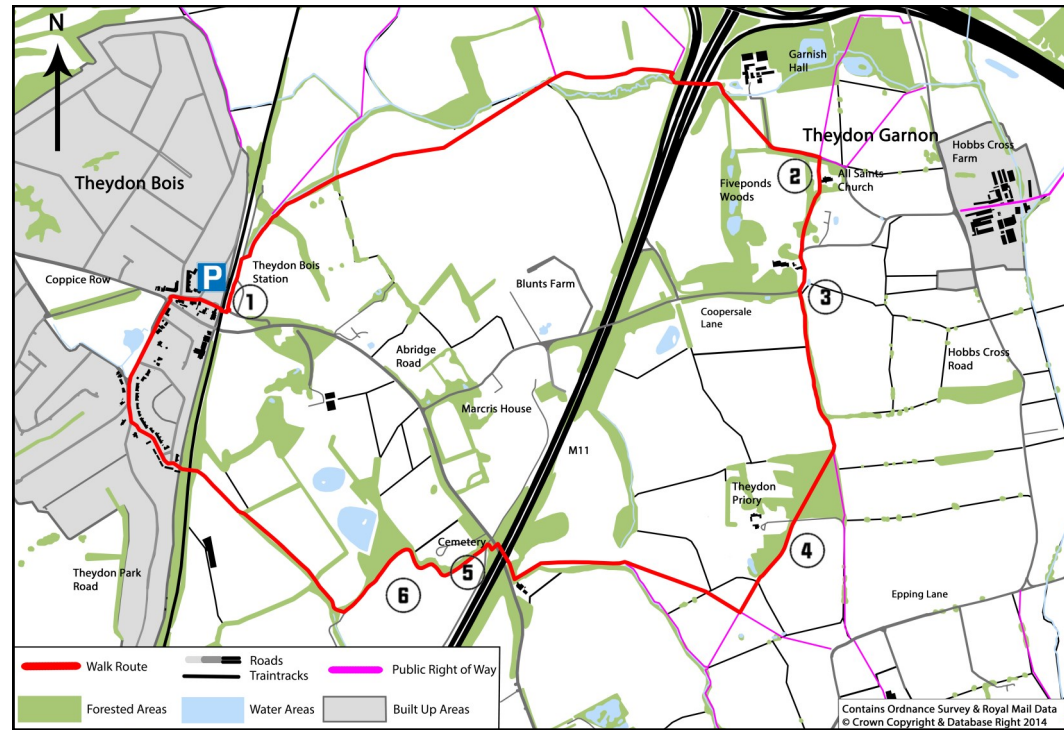 N
Garnish
Hall
Theydon Garnon
Hobbs Cross
Farm
Theydon Bois
2
All Saints
Church
Fiveponds
Woods
Coppice Row
P
Theydon Bois
Station
1
Blunts Farm
3
Coopersale
Lane
Abridge
Road
Hobbs Cross
Road
Marcris House
M11
Theydon
Priory
Cemetery
4
5
Theydon Park
Road
6
Epping Lane
Walk Route
Roads
Traintracks
Public Right of Way
Forested Areas
Water Areas
Built Up Areas
Contains Ordnance Survey & Royal Mail Data
© Crown Copyright & Database Right 2014